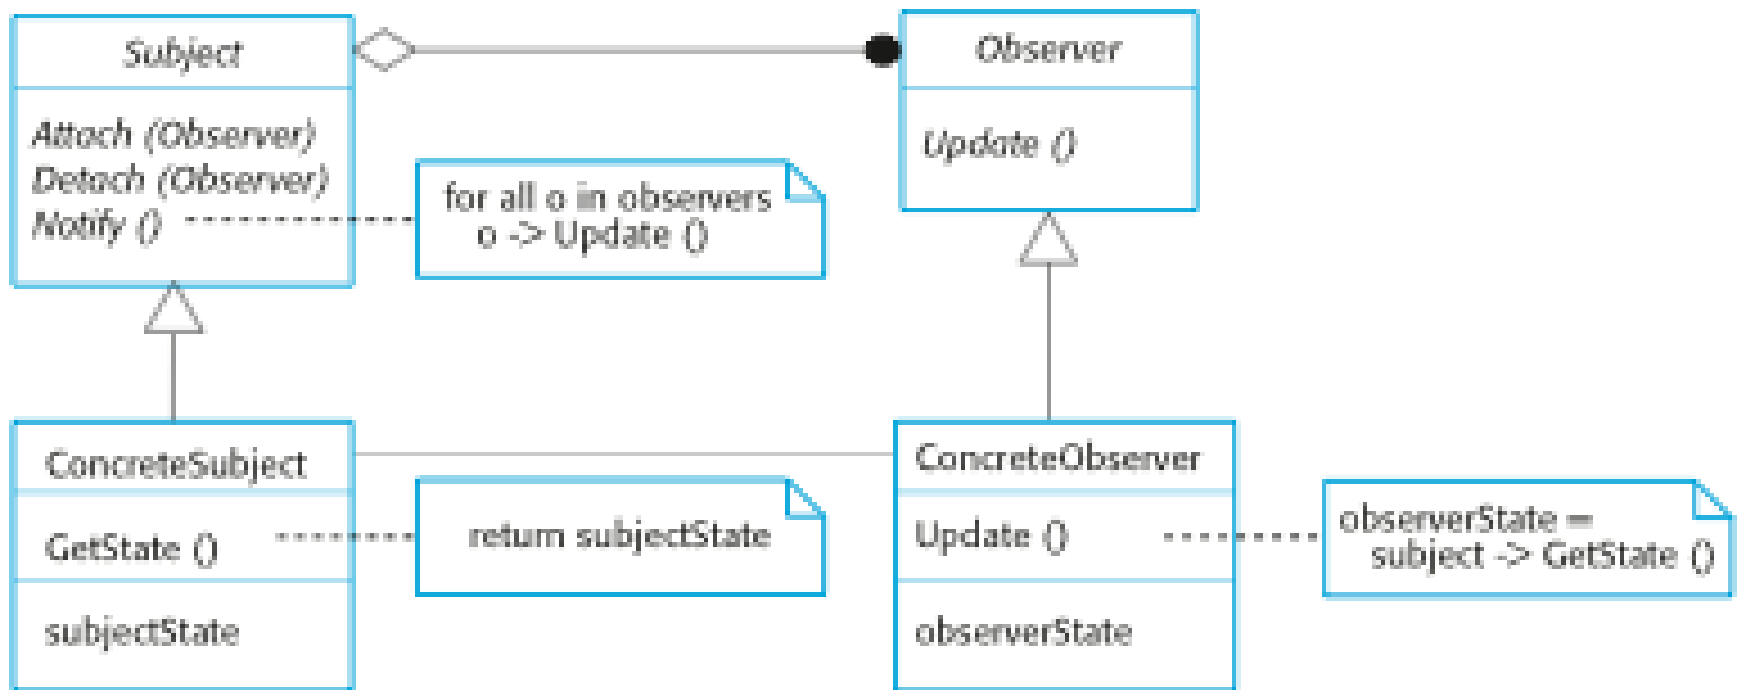 Subject
Attach (Observer)
Detach (Observer)
Notify ()
for all o in observers
o -> Update ()
Observer
Update ()
ConcreteSubject
GetState ()
subjectState
return subjectState
ConcreteObserver
Update ()
observerState
observerState =
subject -> GetState ()